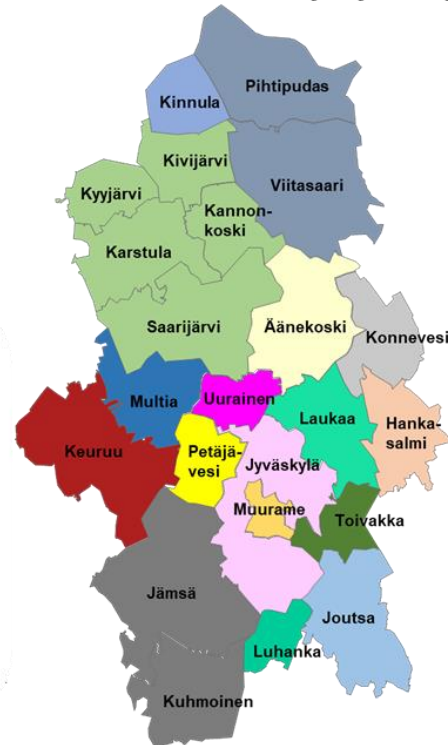 Pihtipudas
Kinnula
Kivijärvi
Viitasaari
Kyyjärvi
Kannon-
koski
Karstula
Saarijärvi
Äänekoski
Konnevesi
Multia
Uurainen
Laukaa
Hanka-
salmi
Keuruu
Petäjä-
vesi
Jyväskylä
Muurame
Toivakka
Jämsä
Joutsa
Luhanka
Kuhmoinen